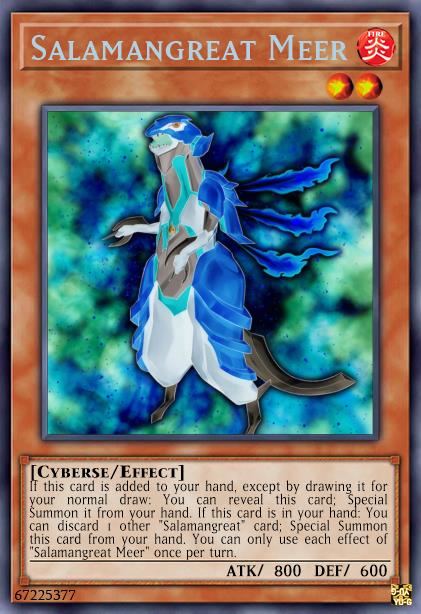 SALAMANGREAT MEER
FIRE
炎
[CYBERSE/EFFECT]
If this card is added to your hand, except by drawing it for
your normal draw: You can reveal this card; Special
Summon it from your hand. If this card is in your hand: You
can discard 1 other "Salamangreat" card; Special Summon
this card from your hand. You can only use each effect of
"Salamangreat Meer" once per turn.
ATK/ 800 DEF/ 600
67225377